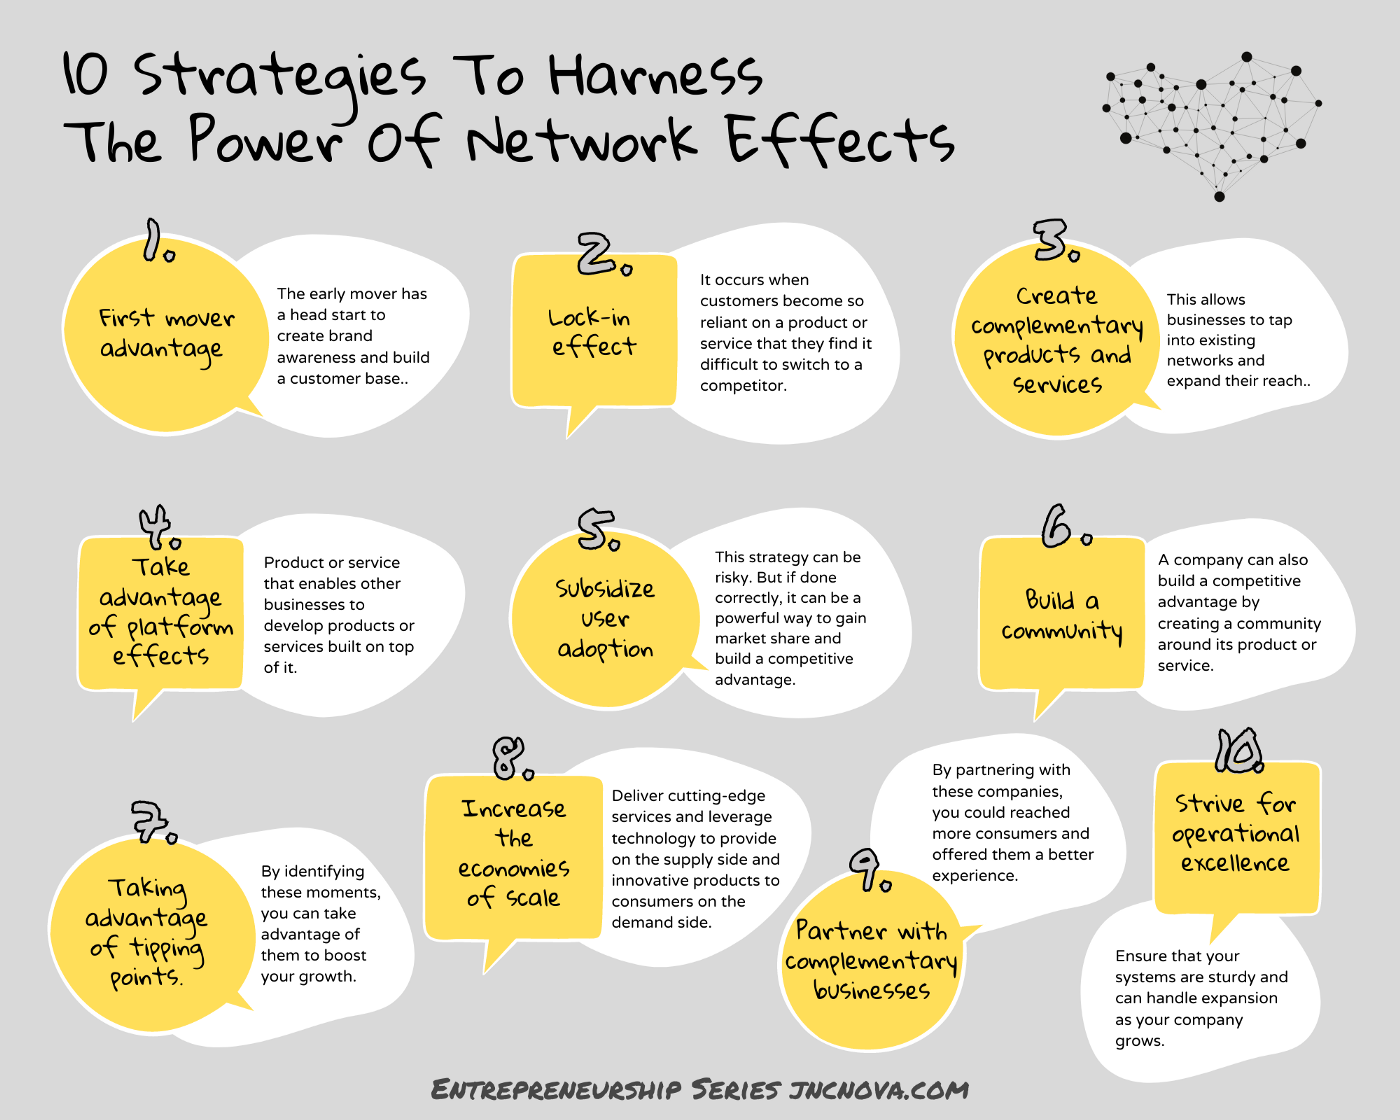 10 Strategies To Harness
The Power Of Network Effects
1.
First mover
advantage
The early mover has
a head start to
create brand
awareness and build
a customer base..
2.
Lock-in
effect
It occurs when
customers become so
reliant on a product or
service that they find it
difficult to switch to a
competitor.
3.
Create
complementary
products and
services
This allows
businesses to tap
into existing
networks and
expand their reach..
4.
Take
advantage
of platform
effects
Product or service
that enables other
businesses to
develop products or
services built on top
of it.
5.
Subsidize
user
adoption
This strategy can be
risky. But if done
correctly, it can be a
powerful way to gain
market share and
build a competitive
advantage.
6.
Build a
community
A company can also
build a competitive
advantage by
creating a community
around its product or
service.
7.
Taking
advantage
of tipping
points.
By identifying
these moments,
you can take
advantage of
them to boost
your growth.
8.
Increase
the
economies
of scale
Deliver cutting-edge
services and leverage
technology to provide
on the supply side and
innovative products to
consumers on the
demand side.
9.
Partner with
complementary
businesses
By partnering with
these companies,
you could reached
more consumers and
offered them a better
experience.
10.
Strive for
operational
excellence
Ensure that your
systems are sturdy and
can handle expansion
as your company
grows.
Entrepreneurship Series jncnova.com